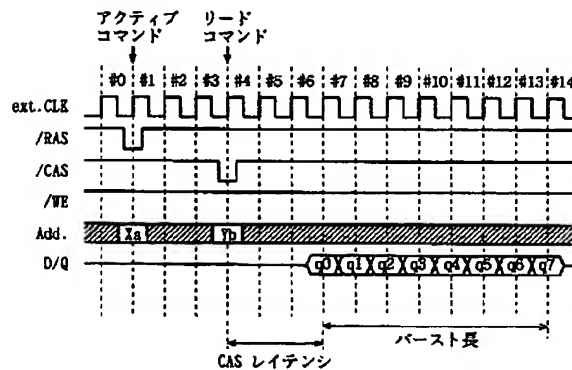 アクティブ リード
コマンド コマンド
#0 #1 #2 #3 #4 #5 #6 #7 #8 #9 #10 #11 #12 #13 #14
ext.CLK
/RAS
/CAS
/WE
Add. Xa Yb
D/Q q0 q1 q2 q3 q4 q5 q6 q7
CAS レイテンシ バースト長